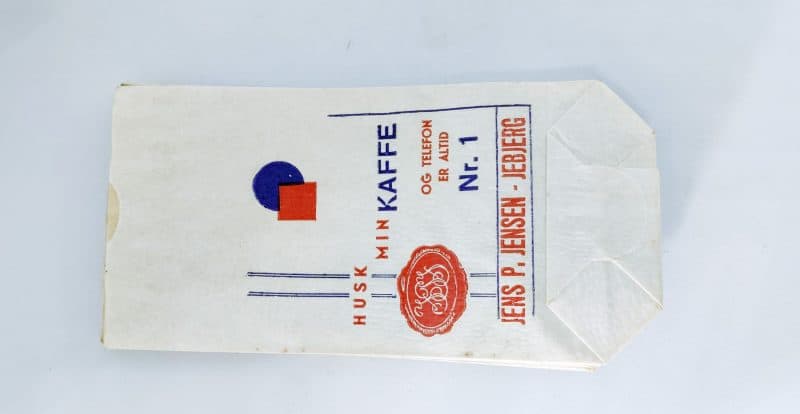 HUSK
MIN KAFFE
OG TELEFON
ER ALTID
Nr. 1
JENS P. JENSEN - JEBJERG